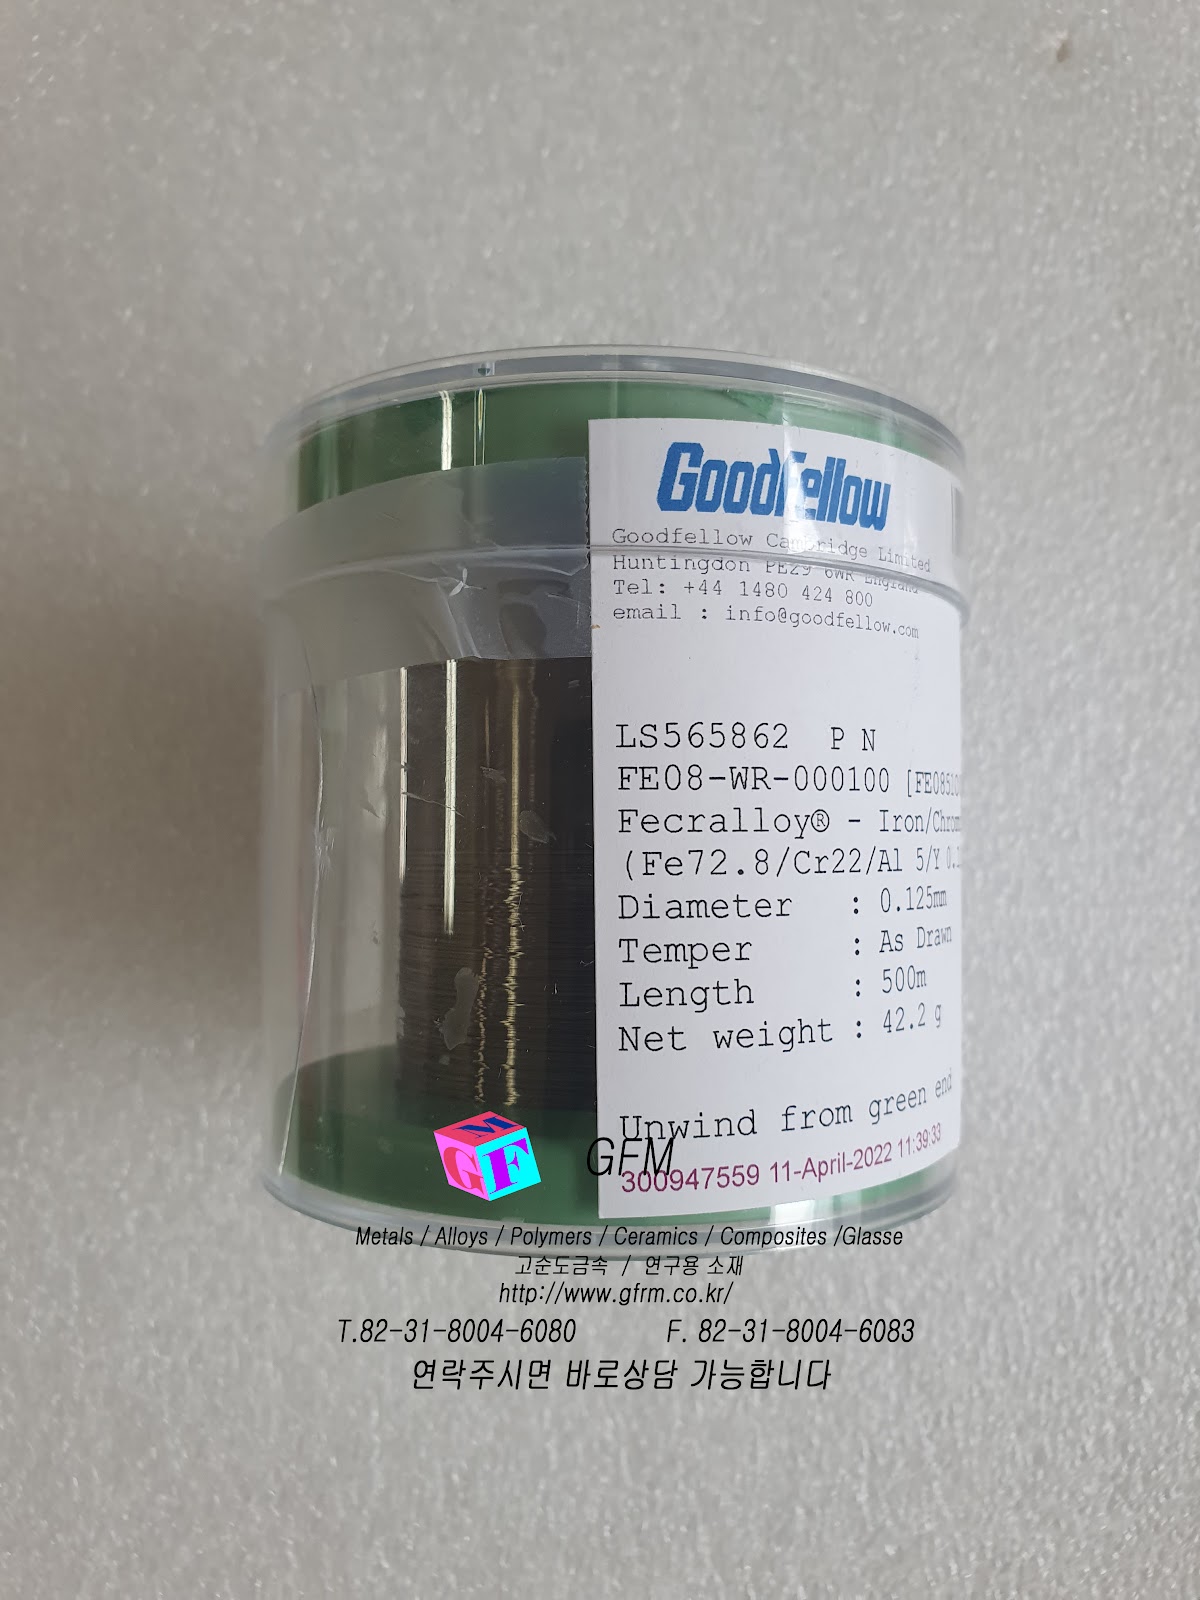 GoodFellow
Goodfellow Cambridge Limited
Huntingdon PE29 6WR England
Tel: +44 1480 424 800
email : info@goodfellow.com
LS565862 P N
FE08-WR-000100
Fecralloy® -
(Fe72.8/Cr22/Al 5/Y
Diameter : 0.125mm
Temper : As Drawn
Length : 500m
Net weight : 42.2 g
Unwind from green end
300947559 11-April-2022 11:39:33
GFM
GFM
Metals / Alloys / Polymers / Ceramics / Composites /Glasse
고순도금속 / 연구용 소재
http://www.gfrm.co.kr/
T.82-31-8004-6080 F. 82-31-8004-6083
연락주시면 바로상담 가능합니다